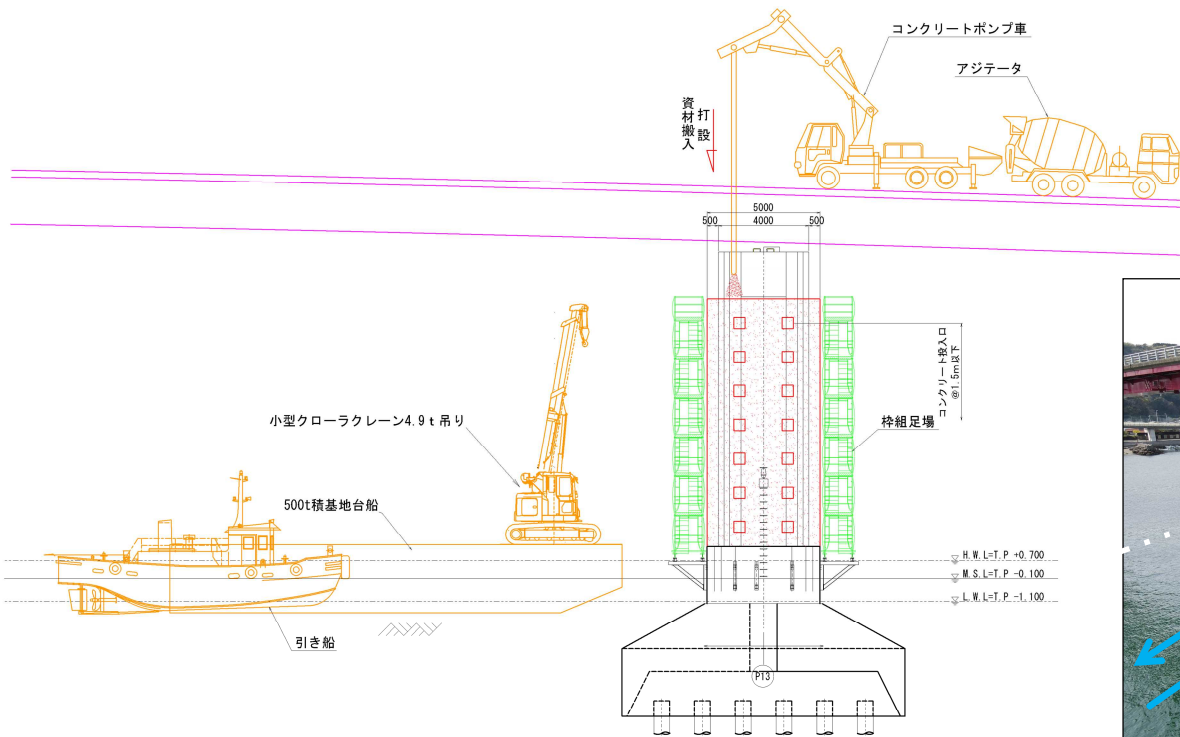 コンクリートポンプ車
アジテータ
資材搬入
打設
5000
500 4000 500
コンクリート投入口
@1.5m以下
小型クローラクレーン4.9t吊り
枠組足場
500t積基地台船
H.W.L=T.P +0.700
M.S.L=T.P -0.100
L.W.L=T.P -1.100
引き船
P13